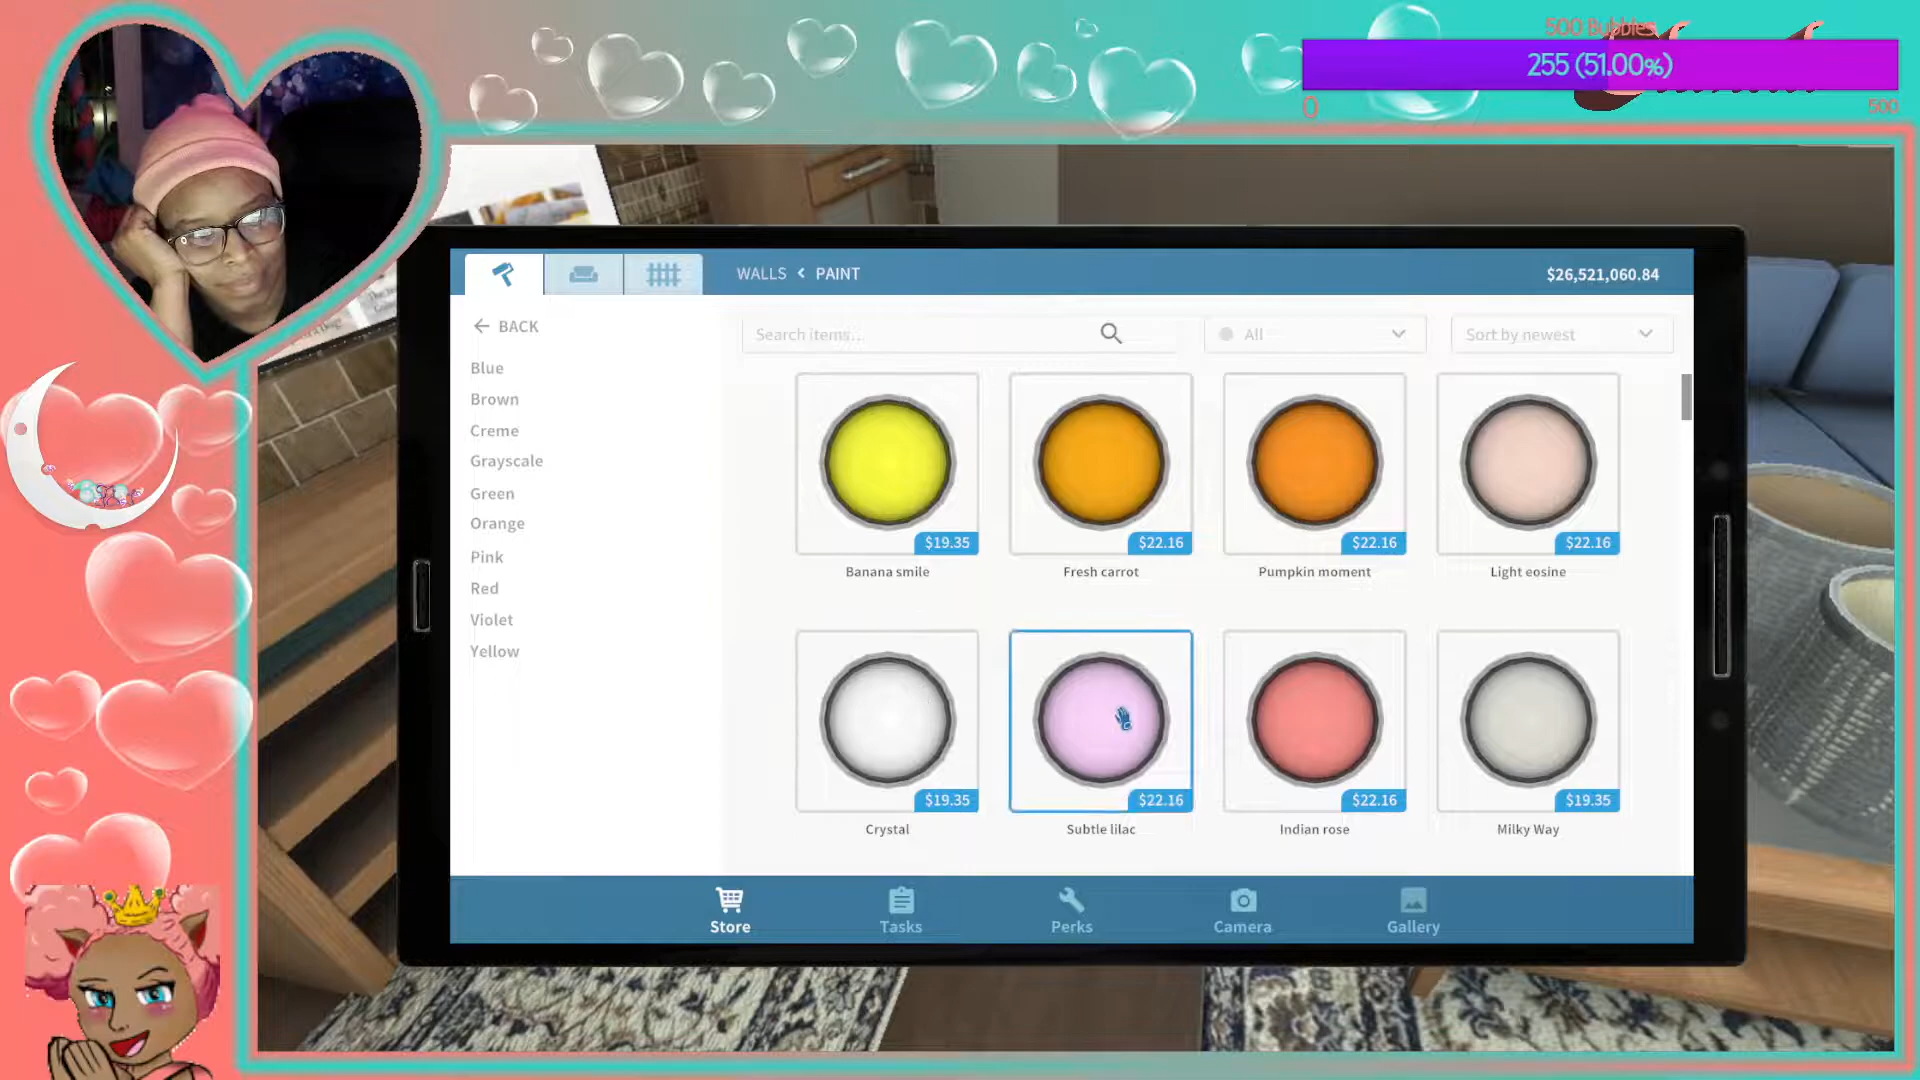 500 Bubbles
255 (51.00%)
0
500
WALLS < PAINT
$26,521,060.84
BACK
Search items...
All
Sort by newest
Blue
Brown
Creme
Grayscale
Green
Orange
Pink
Red
Violet
Yellow
$19.35
$22.16
$22.16
$22.16
Banana smile
Fresh carrot
Pumpkin moment
Light eosine
$19.35
$22.16
$22.16
$19.35
Crystal
Subtle lilac
Indian rose
Milky Way
Store
Tasks
Perks
Camera
Gallery